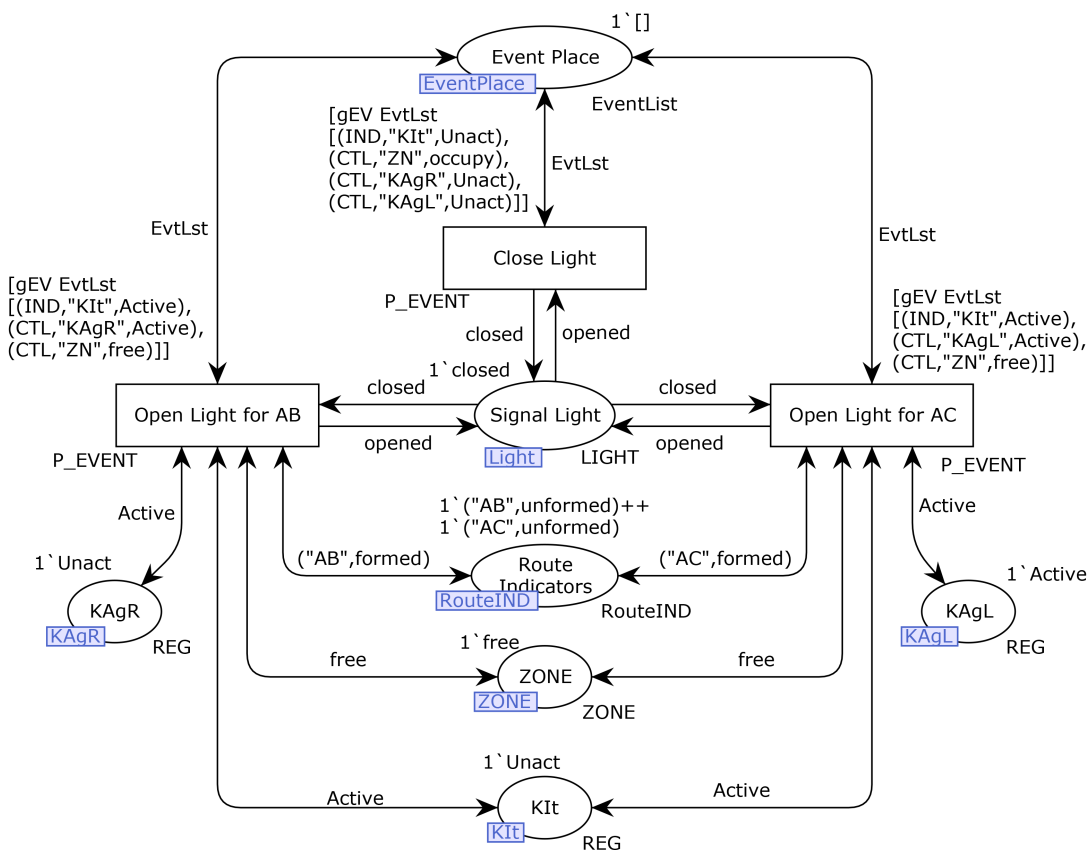 1`[]
Event Place
EventPlace
EventList
[gEV EvtLst
[(IND,"KIt",Unact),
(CTL,"ZN",occupy),
(CTL,"KAgR",Unact),
(CTL,"KAgL",Unact)]]
EvtLst
EvtLst
EvtLst
Close Light
P_EVENT
[gEV EvtLst
[(IND,"KIt",Active),
(CTL,"KAgR",Active),
(CTL,"ZN",free)]]
[gEV EvtLst
[(IND,"KIt",Active),
(CTL,"KAgL",Active),
(CTL,"ZN",free)]]
closed
opened
1`closed
closed
closed
Open Light for AB
Signal Light
Open Light for AC
opened
opened
Light
LIGHT
P_EVENT
P_EVENT
1`("AB",unformed)++
1`("AC",unformed)
Active
Active
("AB",formed)
Route
Indicators
("AC",formed)
RouteIND
RouteIND
1`Unact
KAgR
KAgR
REG
1`Active
KAgL
KAgL
REG
1`free
free
ZONE
free
ZONE
ZONE
1`Unact
Active
KIt
Active
KIt
REG